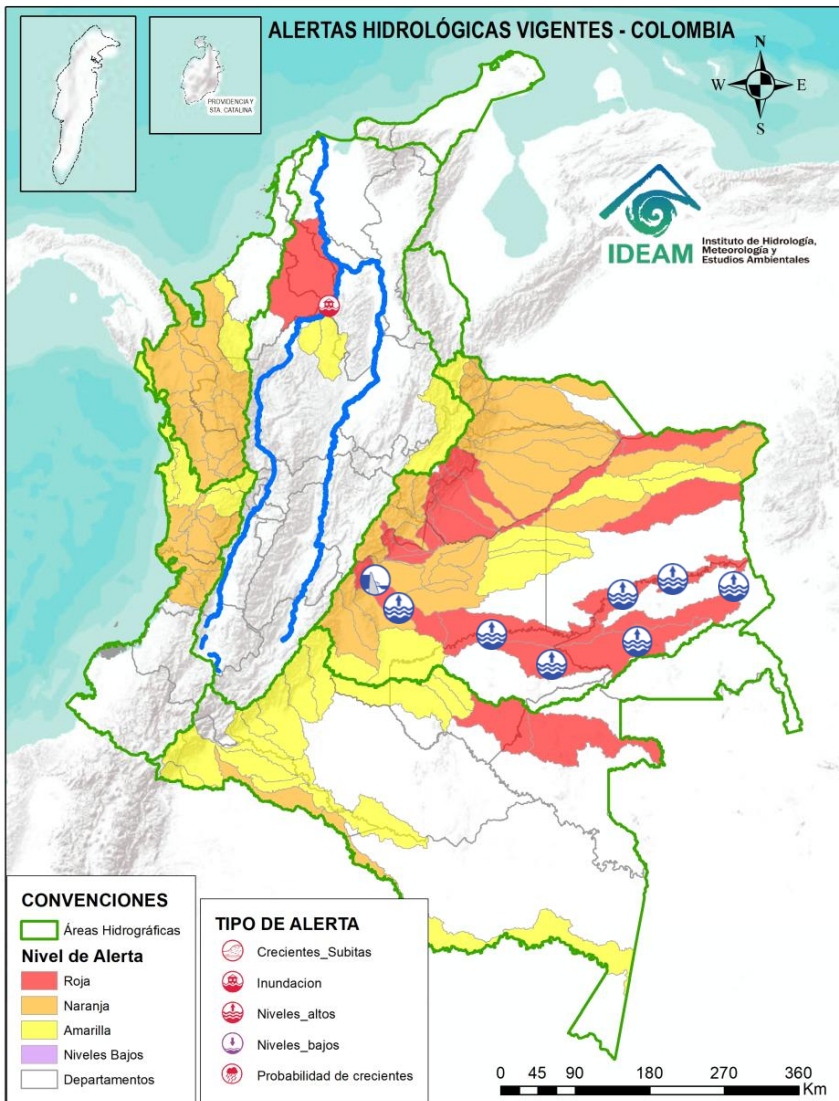 ALERTAS HIDROLÓGICAS VIGENTES - COLOMBIA
PROVIDENCIA Y
STA. CATALINA
N
W
E
S
IDEAM
Instituto de Hidrología,
Meteorología y
Estudios Ambientales
CONVENCIONES
Áreas Hidrográficas
Nivel de Alerta
Roja
Naranja
Amarilla
Niveles Bajos
Departamentos
TIPO DE ALERTA
Crecientes_Subitas
Inundacion
Niveles_altos
Niveles_bajos
Probabilidad de crecientes
0 45 90 180 270 360
Km